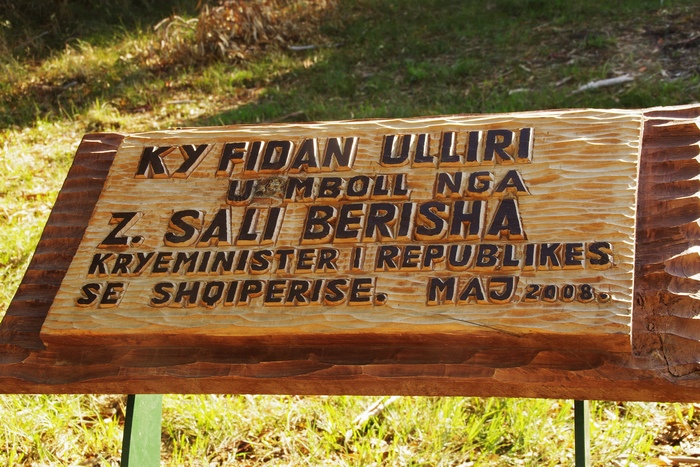 KY FIDAN ULLIRI
U MBOLL NGA
Z. SALI BERISHA
KRYEMINISTER I REPUBLIKES
SE SHQIPERISE. MAJ 2008.